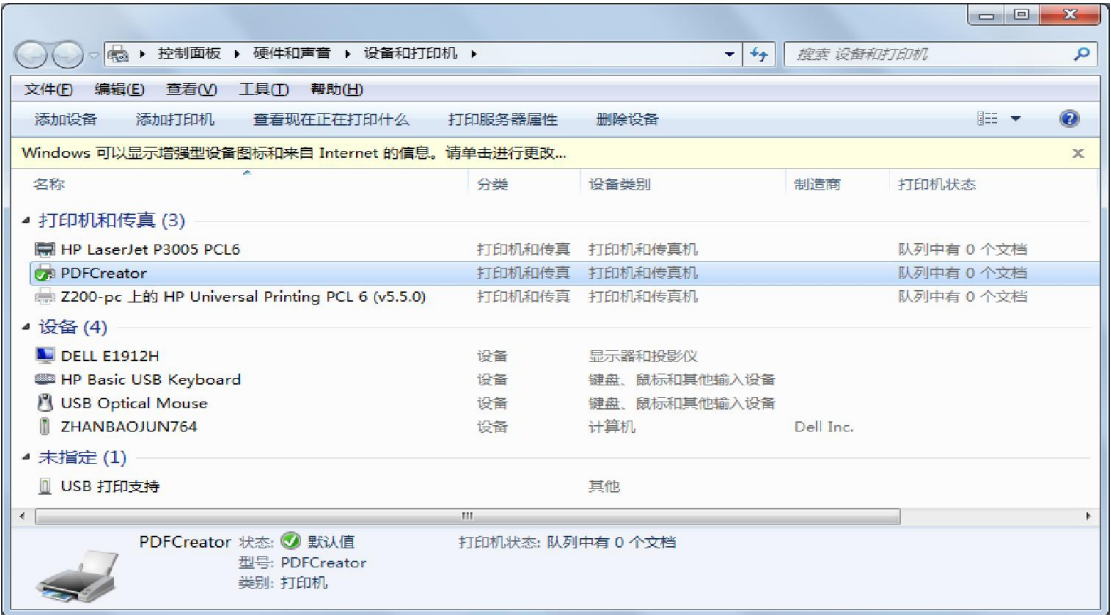 控制面板 ▸ 硬件和声音 ▸ 设备和打印机 ▸ 搜索 设备和打印机
文件(F) 编辑(E) 查看(V) 工具(T) 帮助(H)
添加设备 添加打印机 查看现在正在打印什么 打印服务器属性 删除设备
Windows 可以显示增强型设备图标和来自 Internet 的信息。请单击进行更改...
名称 分类 设备类别 制造商 打印机状态
打印机和传真 (3)
HP LaserJet P3005 PCL6 打印机和传真 打印机和传真机 队列中有 0 个文档
PDFCreator 打印机和传真 打印机和传真机 队列中有 0 个文档
Z200-pc 上的 HP Universal Printing PCL 6 (v5.5.0) 打印机和传真 打印机和传真机 队列中有 0 个文档
设备 (4)
DELL E1912H 设备 显示器和投影仪
HP Basic USB Keyboard 设备 键盘、鼠标和其他输入设备
USB Optical Mouse 设备 键盘、鼠标和其他输入设备
ZHANBAOJUN764 设备 计算机 Dell Inc.
未指定 (1)
USB 打印支持 其他
PDFCreator 状态: 默认值 打印机状态: 队列中有 0 个文档
型号: PDFCreator
类别: 打印机